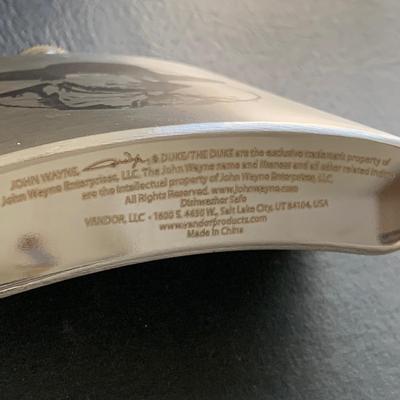 JOHN WAYNE, & DUKE/THE DUKE are the exclusive trademark property of
John Wayne Enterprises, LLC. The John Wayne name and likeness and all other related indicia
are the intellectual property of John Wayne Enterprises, LLC.
All Rights Reserved. www.johnwayne.com
Dishwasher Safe
VANDOR, LLC • 1600 S. 4650 W., Salt Lake City, UT 84104, USA
www.vandorproducts.com
Made in China